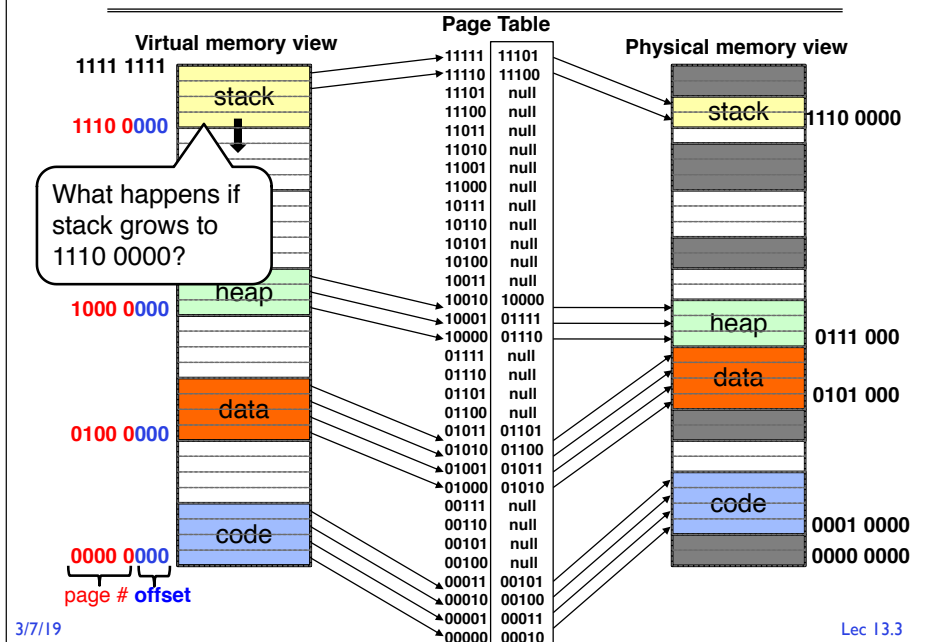 Page Table
Virtual memory view
Physical memory view
1111 1111
stack
1110 0000
What happens if
stack grows to
1110 0000?
heap
1000 0000
data
0100 0000
code
0000 0000
page # offset
11111 11101
11110 11100
11101 null
11100 null
11011 null
11010 null
11001 null
11000 null
10111 null
10110 null
10101 null
10100 null
10011 null
10010 10000
10001 01111
10000 01110
01111 null
01110 null
01101 null
01100 null
01011 01101
01010 01100
01001 01011
01000 01010
00111 null
00110 null
00101 null
00100 null
00011 00101
00010 00100
00001 00011
00000 00010
stack
1110 0000
heap
0111 000
data
0101 000
code
0001 0000
0000 0000
3/7/19
Lec 13.3